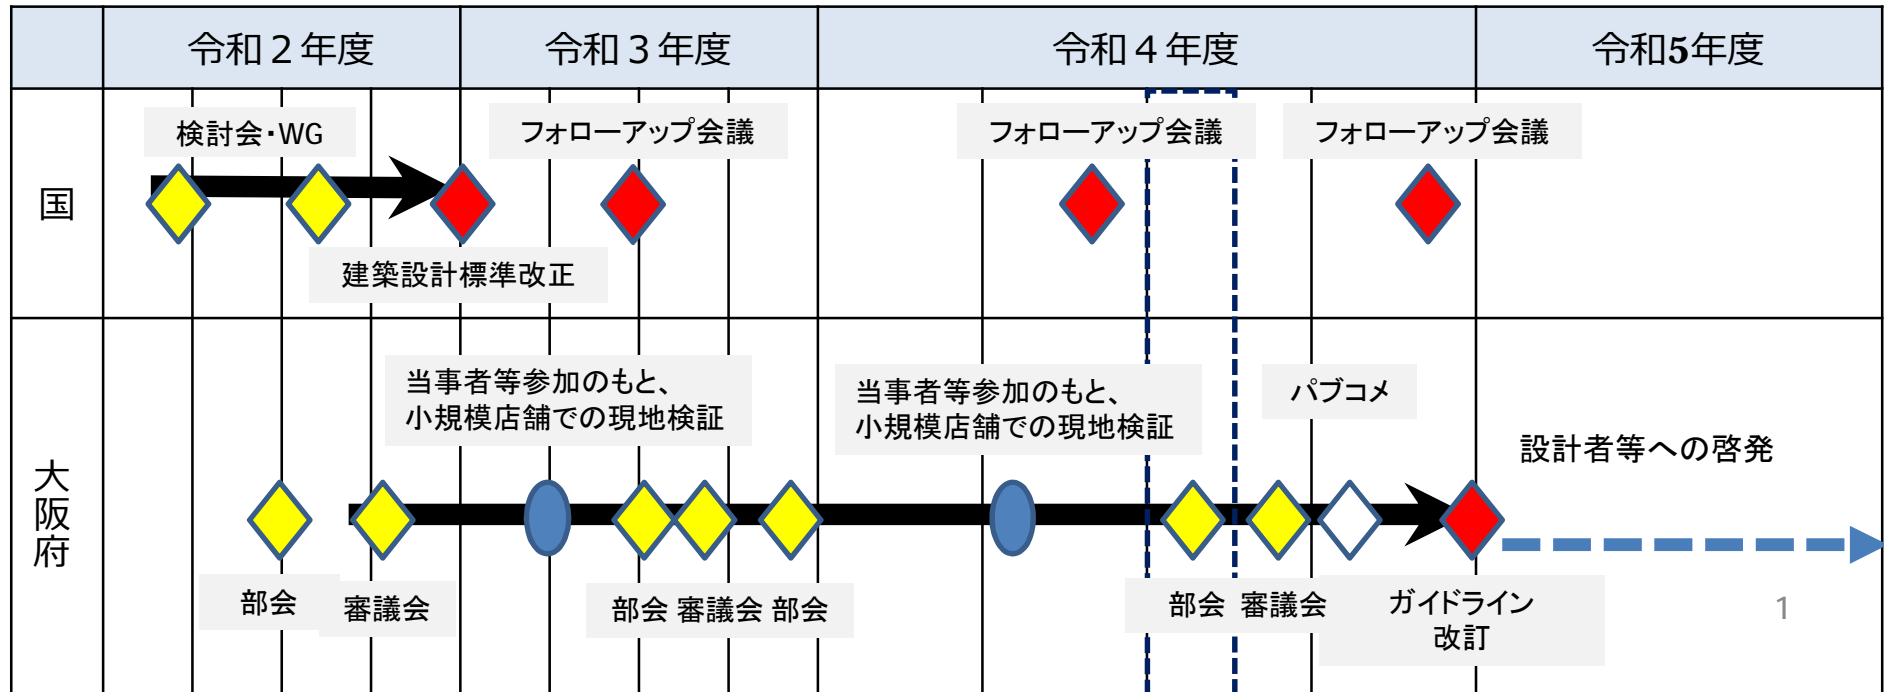 令和２年度
令和３年度
令和４年度
令和5年度
国
検討会・WG
フォローアップ会議
フォローアップ会議
フォローアップ会議
建築設計標準改正
大阪府
当事者等参加のもと、
小規模店舗での現地検証
当事者等参加のもと、
小規模店舗での現地検証
パブコメ
設計者等への啓発
部会
審議会
部会
審議会
部会
部会
審議会
ガイドライン
改訂
1